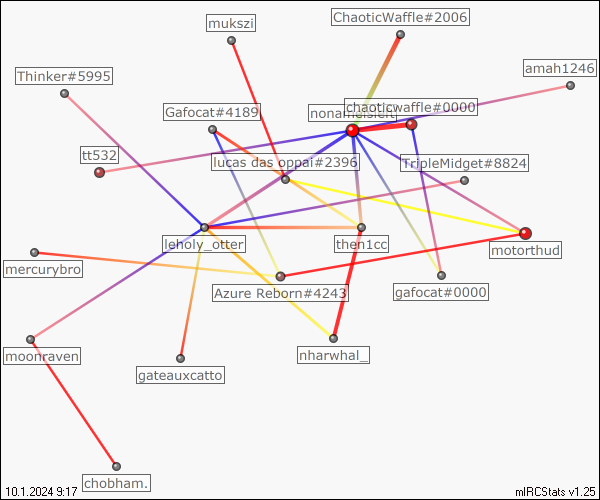 ChaoticWaffle#2006
mukszi
amah1246
Thinker#5995
Gafocat#4189
chaoticwaffle#0000
tt532
lucas das oppai#2396
TripleMidget#8824
leholy_otter
then1cc
motorthud
mercurybro
Azure Reborn#4243
gafocat#0000
moonraven
nharwhal_
gateauxcatto
chobham.
10.1.2024 9:17
mIRCStats v1.25